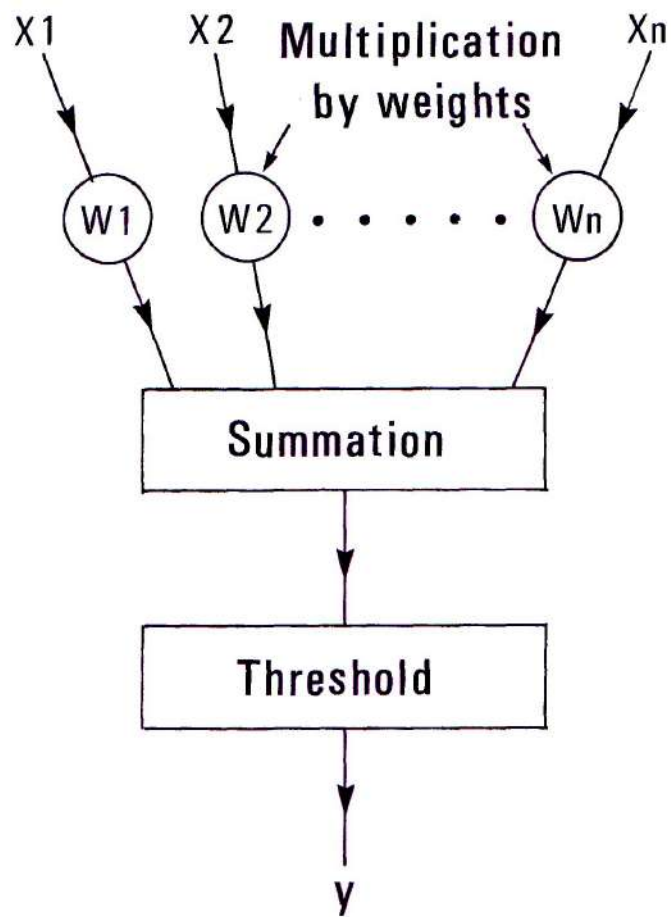 X1
X2
Multiplication
by weights
Xn
W1
W2
Wn
Summation
Threshold
y